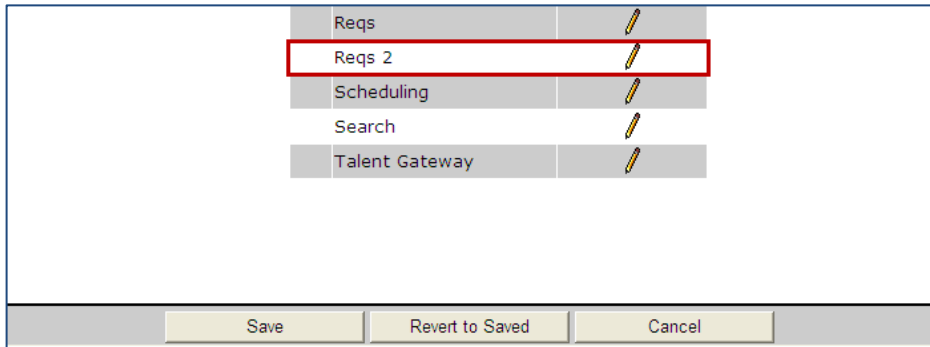 Reqs
Reqs 2
Scheduling
Search
Talent Gateway
Save Revert to Saved Cancel